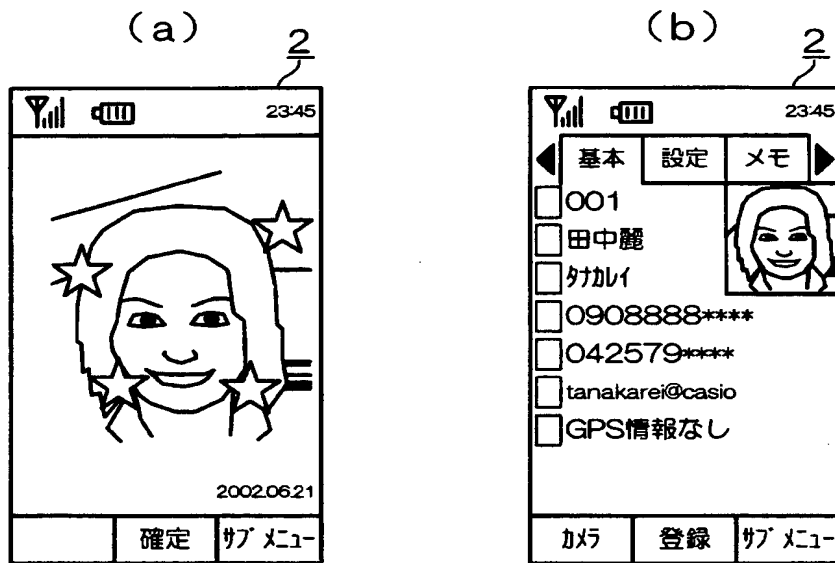 (a)
2
23:45
2002.06.21
確定 サブメニュー
(b)
2
23:45
基本 設定 メモ
001
田中麗
タナカレイ
0908888****
042579****
tanakarei@casio
GPS情報なし
カメラ 登録 サブメニュー